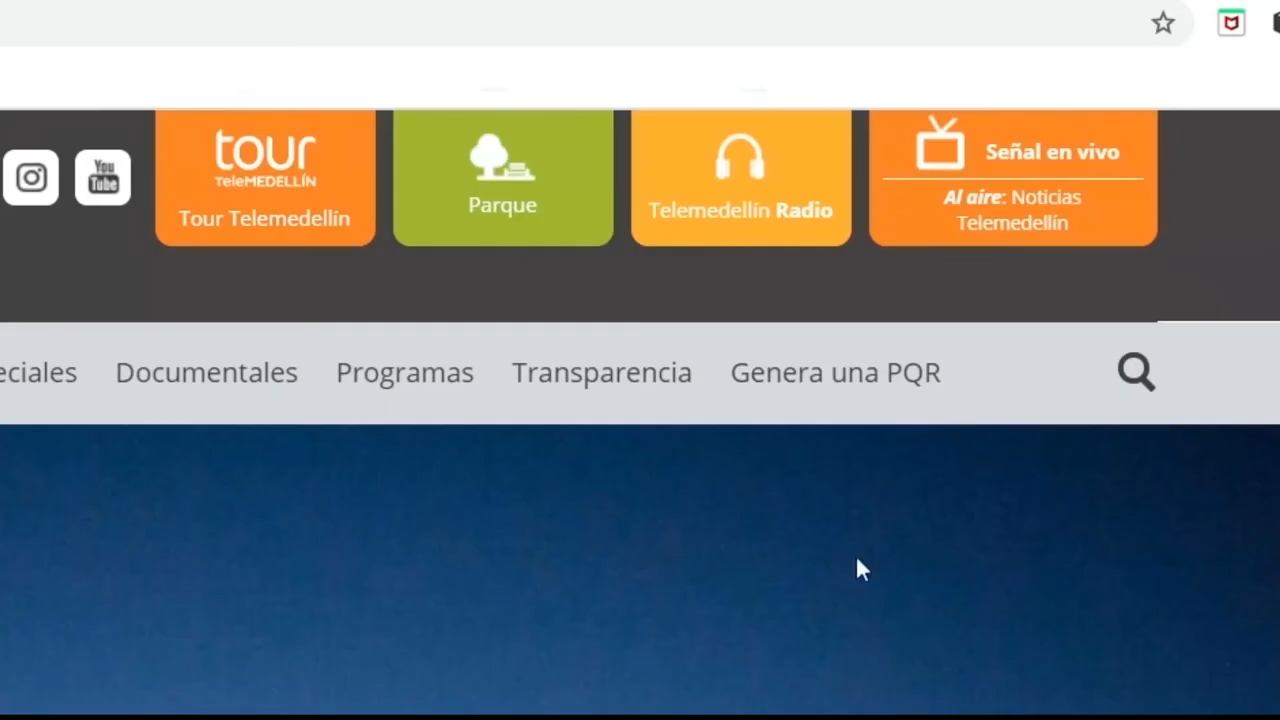 You
Tube
tour
TeleMEDELLÍN
Tour Telemedellín
Parque
Telemedellín Radio
Señal en vivo
Al aire: Noticias
Telemedellín
eciales Documentales Programas Transparencia Genera una PQR